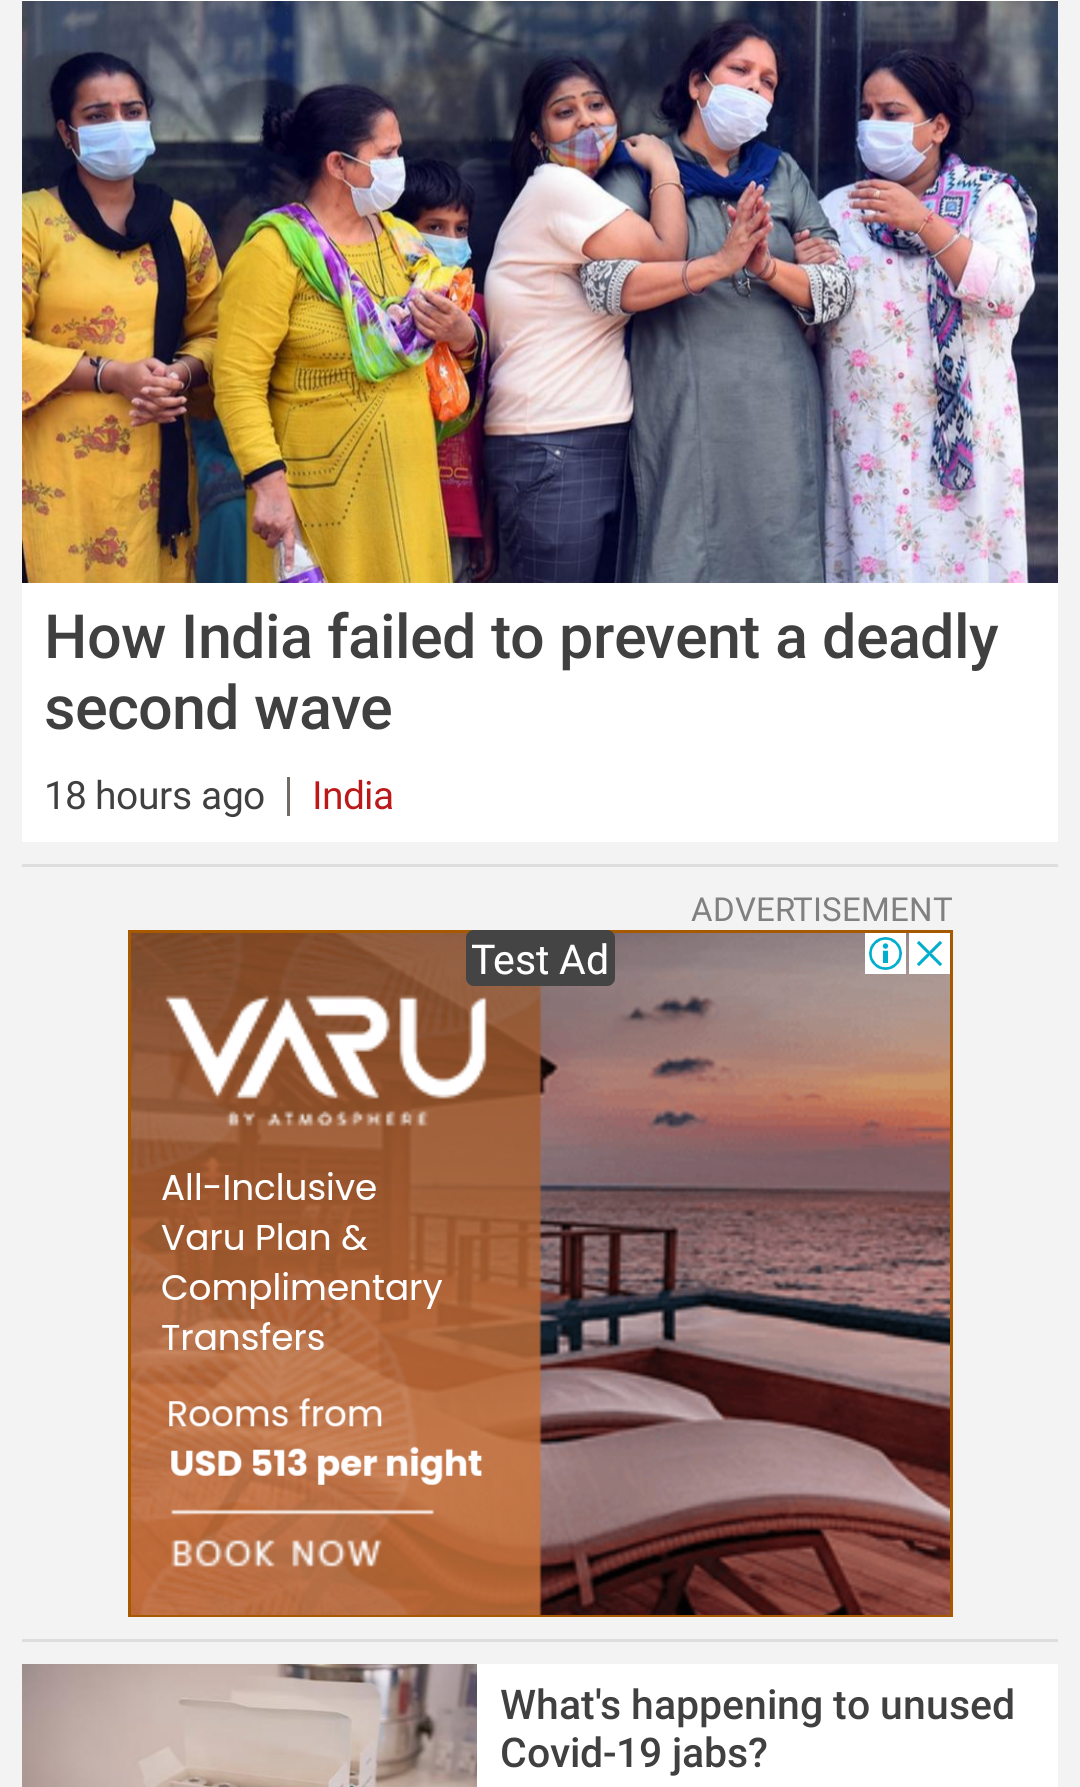 How India failed to prevent a deadly
second wave
18 hours ago | India
ADVERTISEMENT
Test Ad
VARU
BY ATMOSPHERE
All-Inclusive
Varu Plan &
Complimentary
Transfers
Rooms from
USD 513 per night
BOOK NOW
What's happening to unused
Covid-19 jabs?